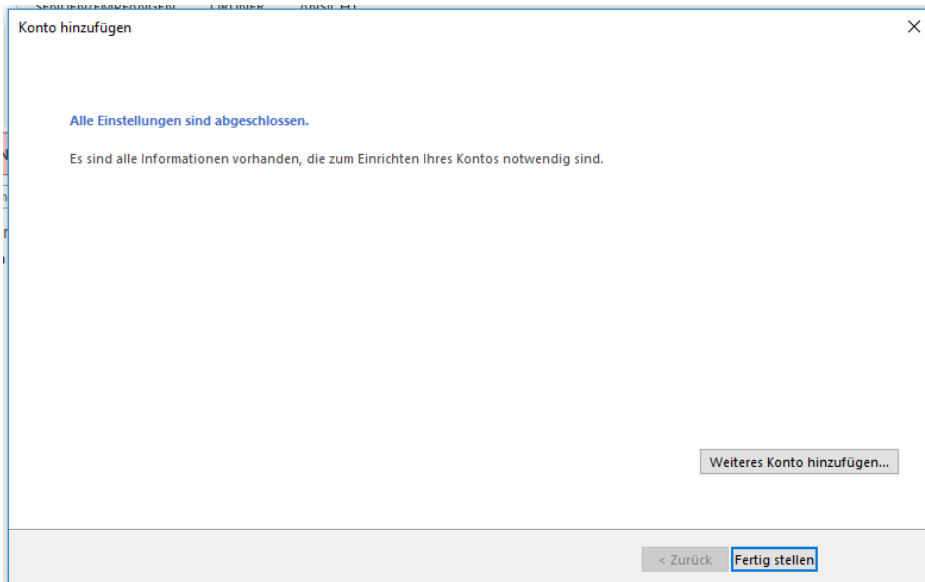 Konto hinzufügen
Alle Einstellungen sind abgeschlossen.
Es sind alle Informationen vorhanden, die zum Einrichten Ihres Kontos notwendig sind.
Weiteres Konto hinzufügen...
< Zurück
Fertig stellen